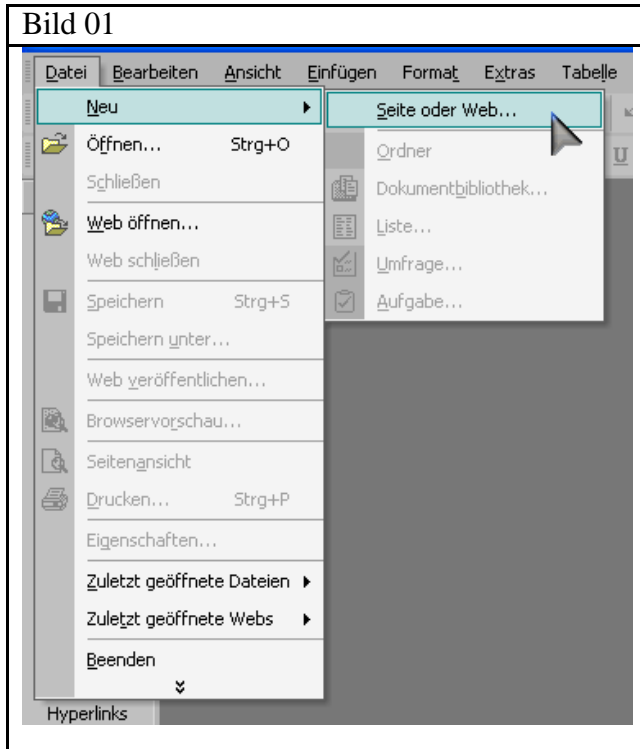 Bild 01
Datei Bearbeiten Ansicht Einfügen Format Extras Tabelle
Neu
Seite oder Web...
Öffnen... Strg+O
Ordner
U
Schließen
Dokumentbibliothek...
Web öffnen...
Liste...
Web schließen
Umfrage...
Speichern Strg+S
Aufgabe...
Speichern unter...
Web veröffentlichen...
Browservorschau...
Seitenansicht
Drucken... Strg+P
Eigenschaften...
Zuletzt geöffnete Dateien
Zuletzt geöffnete Webs
Beenden
Hyperlinks